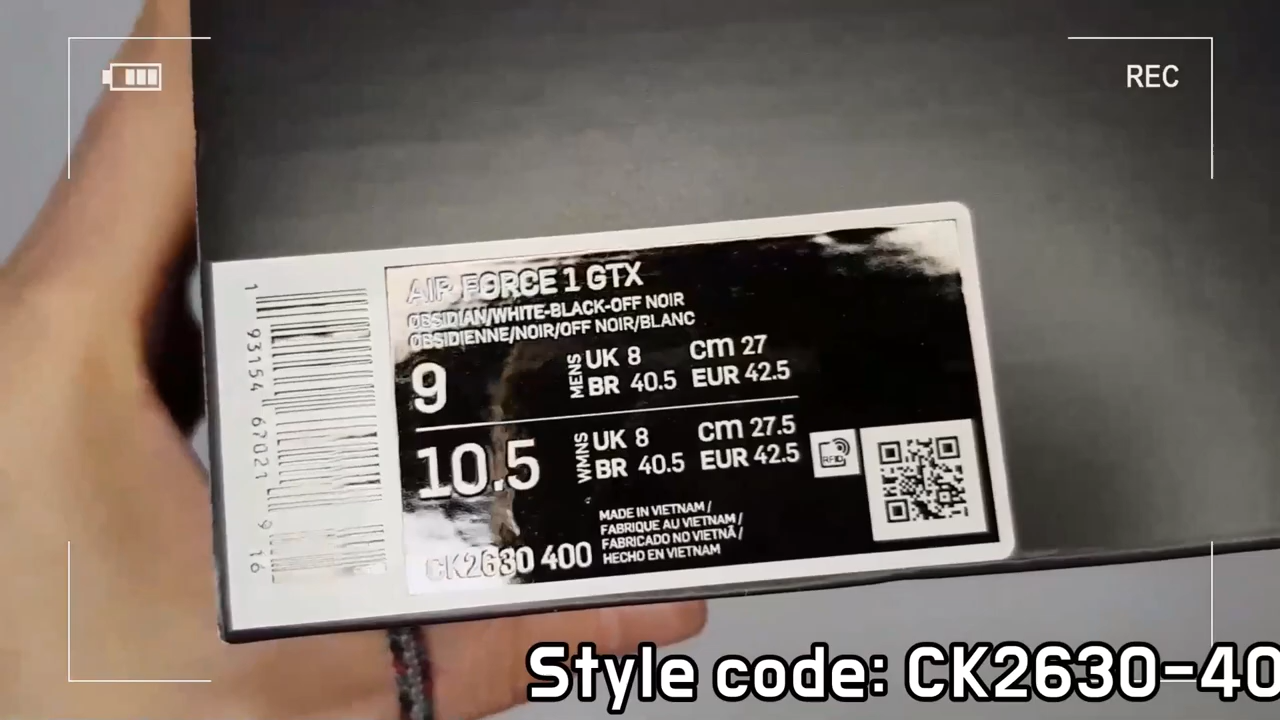 REC
AIR FORCE 1 GTX
OBSIDIAN/WHITE-BLACK-OFF NOIR
OBSIDIENNE/NOIR/OFF NOIR/BLANC
9
MENS
UK 8 cm 27
BR 40.5 EUR 42.5
10.5
WMNS
UK 8 cm 27.5
BR 40.5 EUR 42.5
RFID
MADE IN VIETNAM /
FABRIQUE AU VIETNAM /
FABRICADO NO VIETNÃ /
HECHO EN VIETNAM
CK2630 400
1 93154 67021 9 16
Style code: CK2630-40